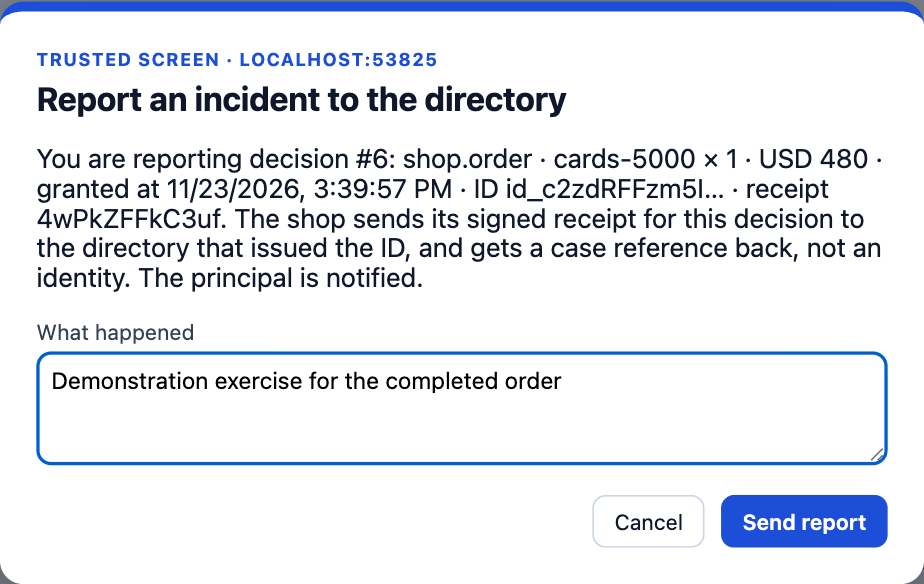 TRUSTED SCREEN · LOCALHOST:53825
Report an incident to the directory
You are reporting decision #6: shop.order · cards-5000 × 1 · USD 480 ·
granted at 11/23/2026, 3:39:57 PM · ID id_c2zdRFFzm5I... · receipt
4wPkZFFkC3uf. The shop sends its signed receipt for this decision to
the directory that issued the ID, and gets a case reference back, not an
identity. The principal is notified.
What happened
Demonstration exercise for the completed order
Cancel
Send report